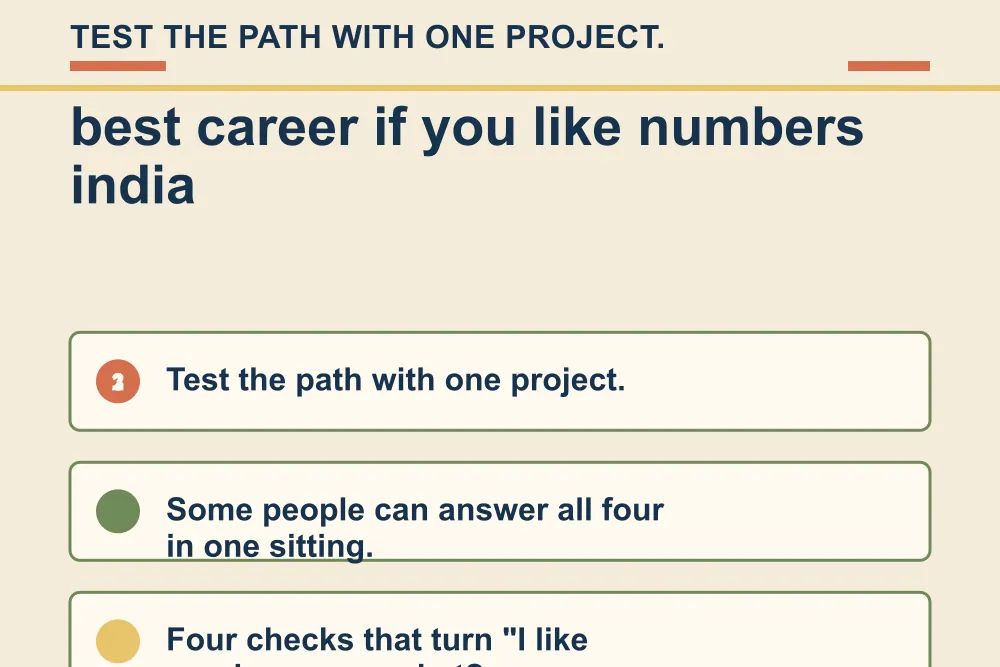 TEST THE PATH WITH ONE PROJECT.
best career if you like numbers
india
Test the path with one project.
Some people can answer all four
in one sitting.
Four checks that turn "I like